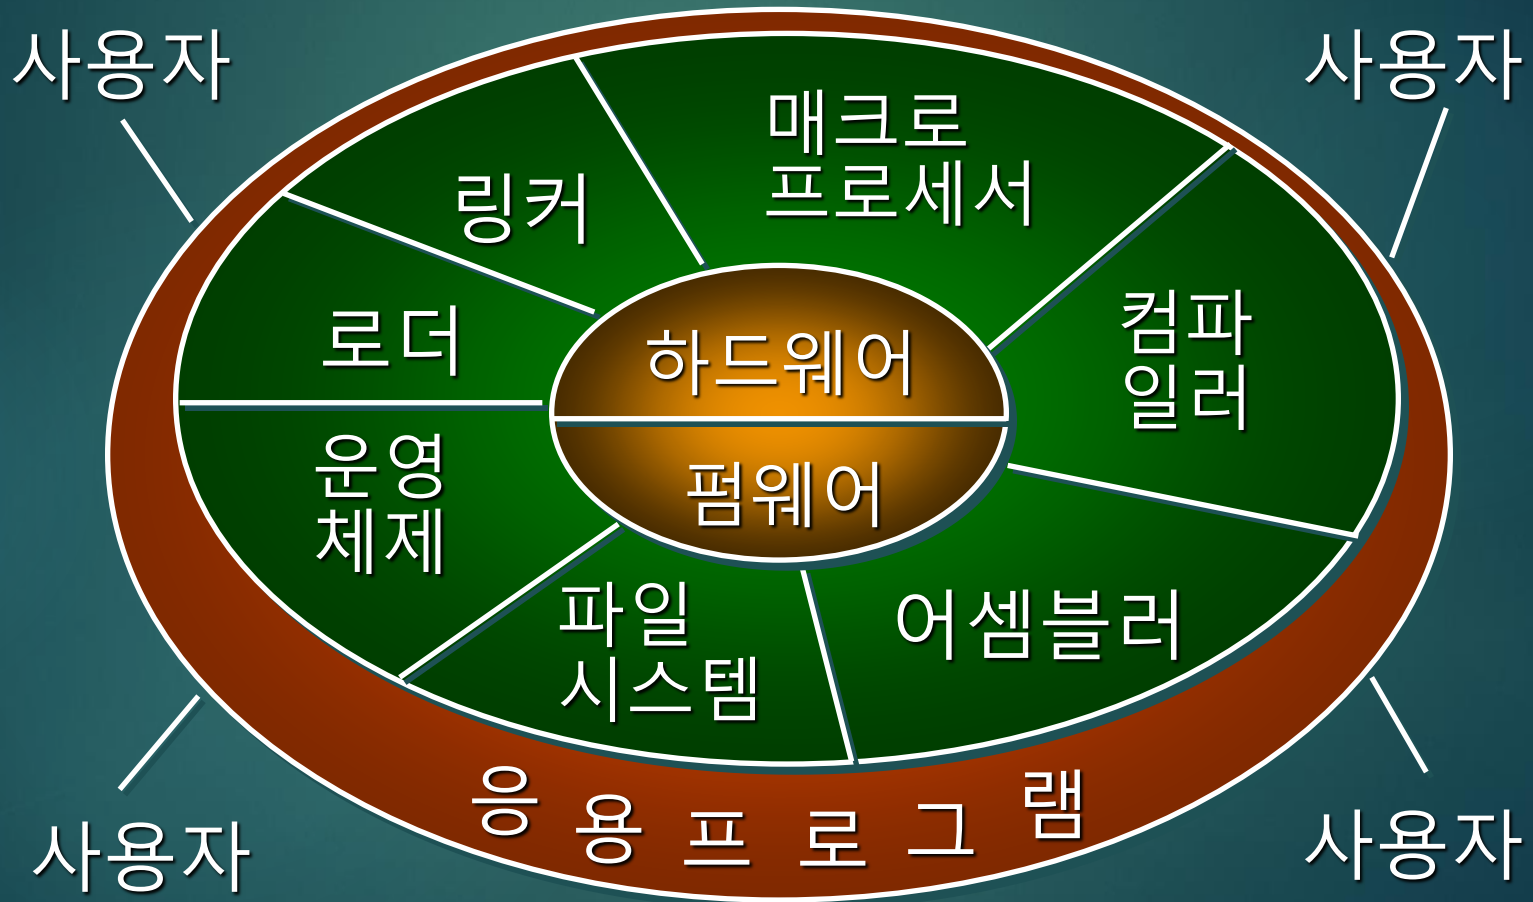 사용자
사용자
매크로
프로세서
링커
컴파
일러
로더
하드웨어
운영
체제
펌웨어
파일
시스템
어셈블러
응용프로그램
사용자
사용자